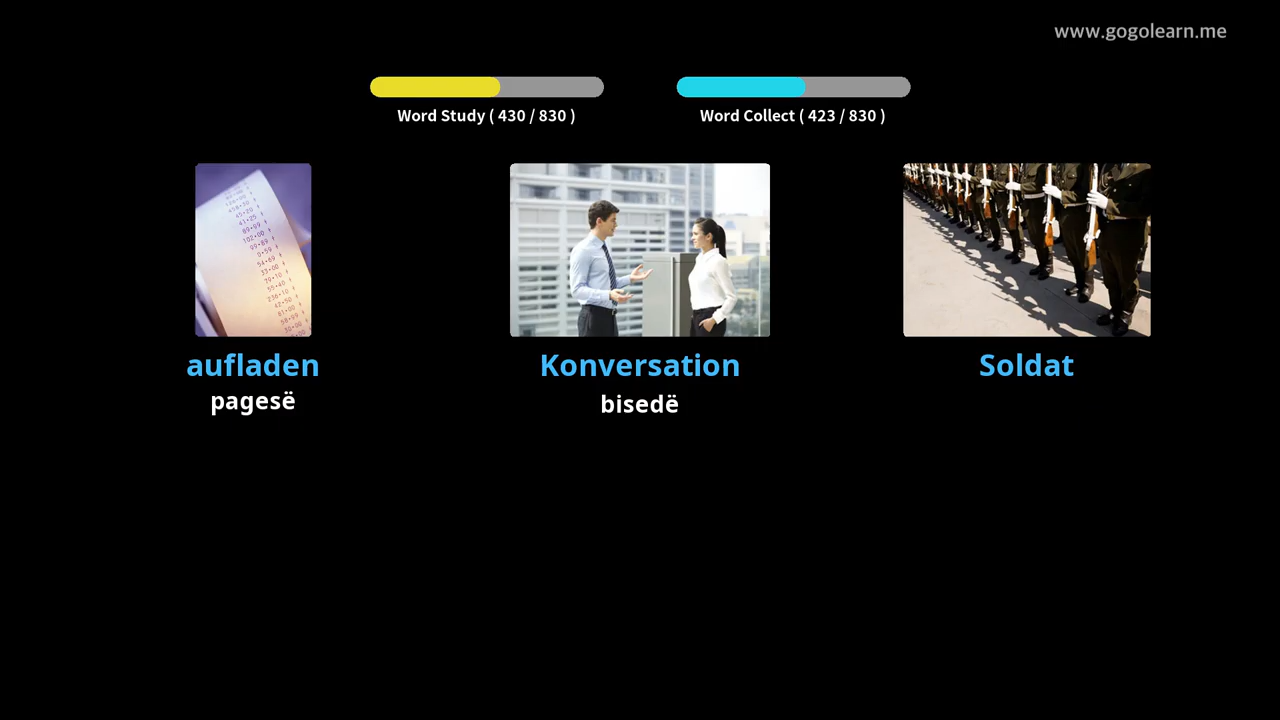 www.gogolearn.me
Word Study ( 430 / 830 )
Word Collect ( 423 / 830 )
aufladen
pagesë
Konversation
bisedë
Soldat